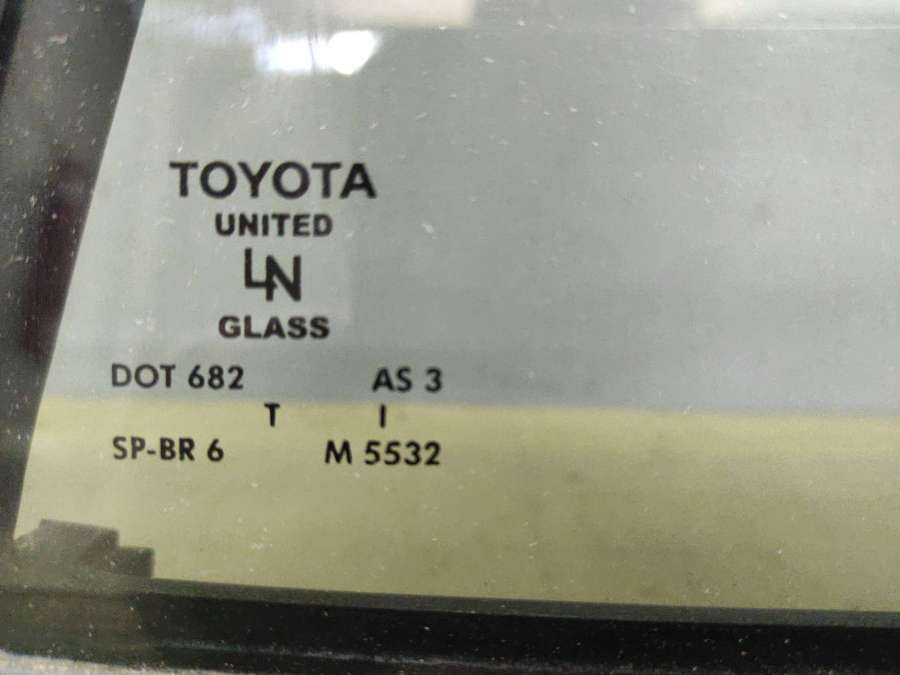 TOYOTA
UNITED
LN
GLASS
DOT 682 AS 3
T I
SP-BR 6 M 5532